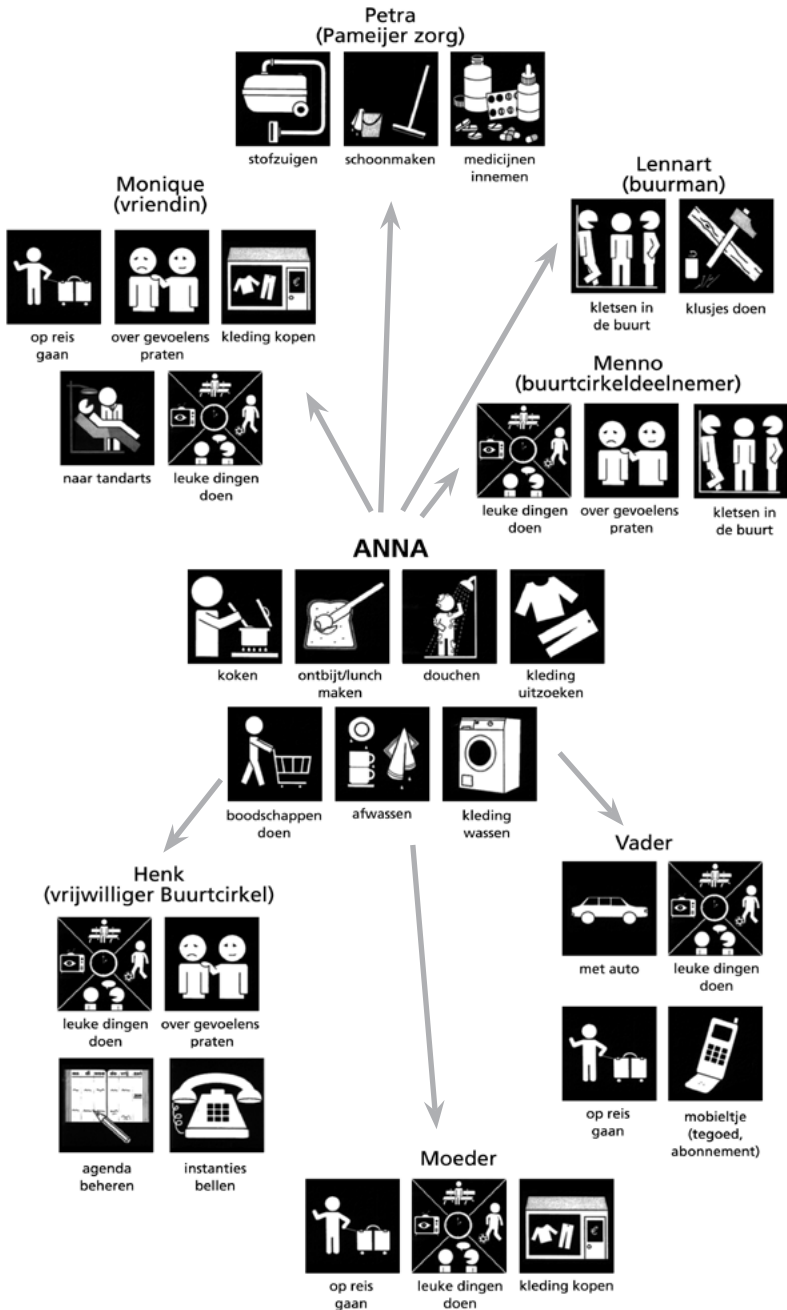 Petra
(Pameijer zorg)
stofzuigen
schoonmaken
medicijnen
innemen
Monique
(vriendin)
op reis
gaan
over gevoelens
praten
kleding kopen
naar tandarts
leuke dingen
doen
Lennart
(buurman)
kletsen in
de buurt
klusjes doen
Menno
(buurtcirkeldeelnemer)
leuke dingen
doen
over gevoelens
praten
kletsen in
de buurt
ANNA
koken
ontbijt/lunch
maken
douchen
kleding
uitzoeken
boodschappen
doen
afwassen
kleding
wassen
Henk
(vrijwilliger Buurtcirkel)
leuke dingen
doen
over gevoelens
praten
agenda
beheren
instanties
bellen
Vader
met auto
leuke dingen
doen
op reis
gaan
mobieltje
(tegoed,
abonnement)
Moeder
op reis
gaan
leuke dingen
doen
kleding kopen